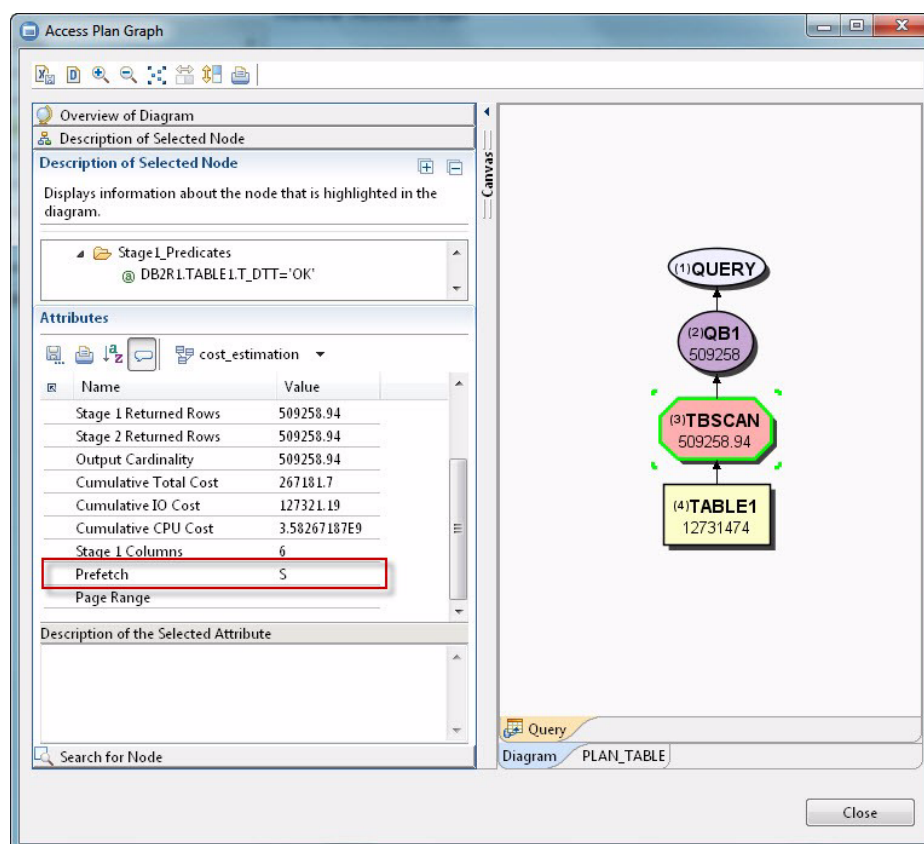 Access Plan Graph
Overview of Diagram
Description of Selected Node
Description of Selected Node
Displays information about the node that is highlighted in the
diagram.
Stage1_Predicates
DB2R1.TABLE1.T_DTT='OK'
Attributes
cost_estimation
Name Value
Stage 1 Returned Rows 509258.94
Stage 2 Returned Rows 509258.94
Output Cardinality 509258.94
Cumulative Total Cost 267181.7
Cumulative IO Cost 127321.19
Cumulative CPU Cost 3.58267187E9
Stage 1 Columns 6
Prefetch S
Page Range
Description of the Selected Attribute
Search for Node
Canvas
(1)QUERY
(2)QB1
509258
(3)TBSCAN
509258.94
(4)TABLE1
12731474
Query
Diagram PLAN_TABLE
Close